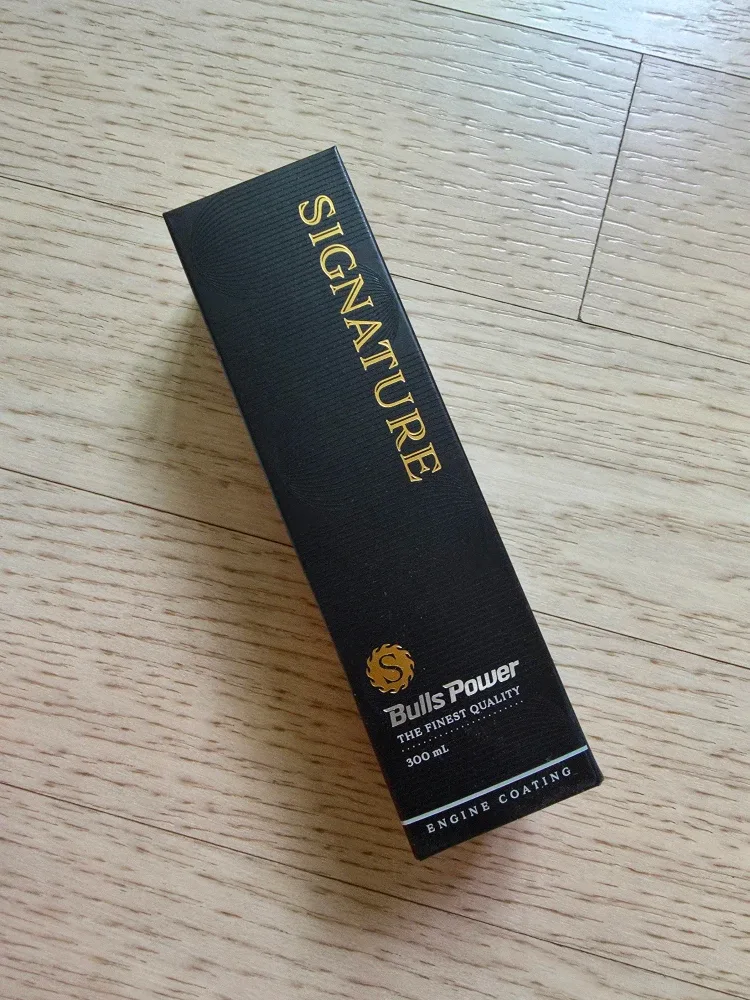 SIGNATURE
S
Bulls Power
THE FINEST QUALITY
300 mL
ENGINE COATING